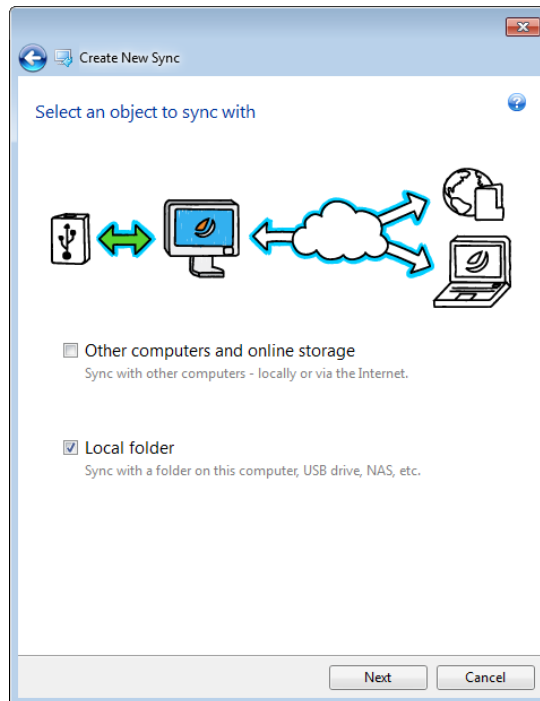 Create New Sync
Select an object to sync with
Other computers and online storage
Sync with other computers - locally or via the Internet.
Local folder
Sync with a folder on this computer, USB drive, NAS, etc.
Next
Cancel